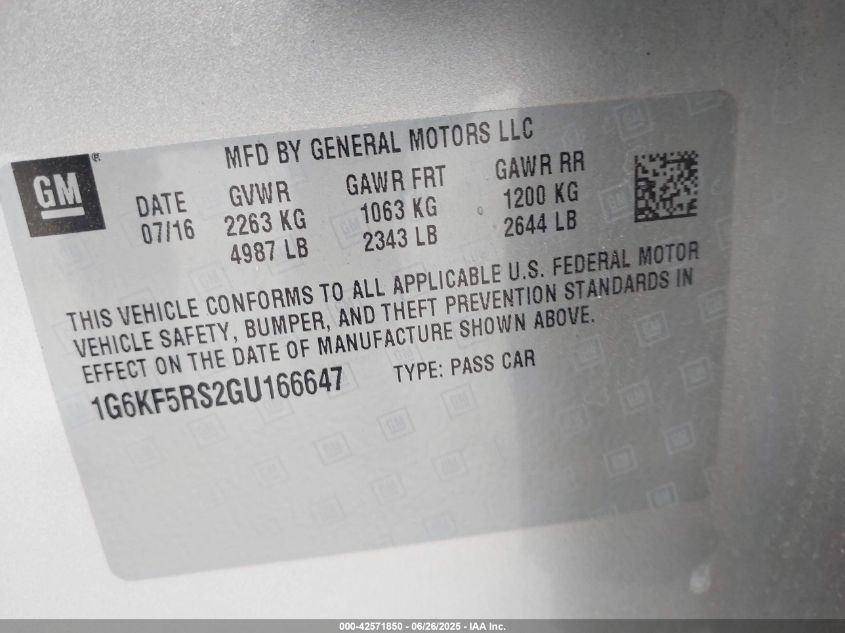 MFD BY GENERAL MOTORS LLC
GM®
DATE GVWR GAWR FRT GAWR RR
07/16 2263 KG 1063 KG 1200 KG
4987 LB 2343 LB 2644 LB
THIS VEHICLE CONFORMS TO ALL APPLICABLE U.S. FEDERAL MOTOR
VEHICLE SAFETY, BUMPER, AND THEFT PREVENTION STANDARDS IN
EFFECT ON THE DATE OF MANUFACTURE SHOWN ABOVE.
1G6KF5RS2GU166647 TYPE: PASS CAR
000-42571850 - 06/26/2025 - IAA Inc.